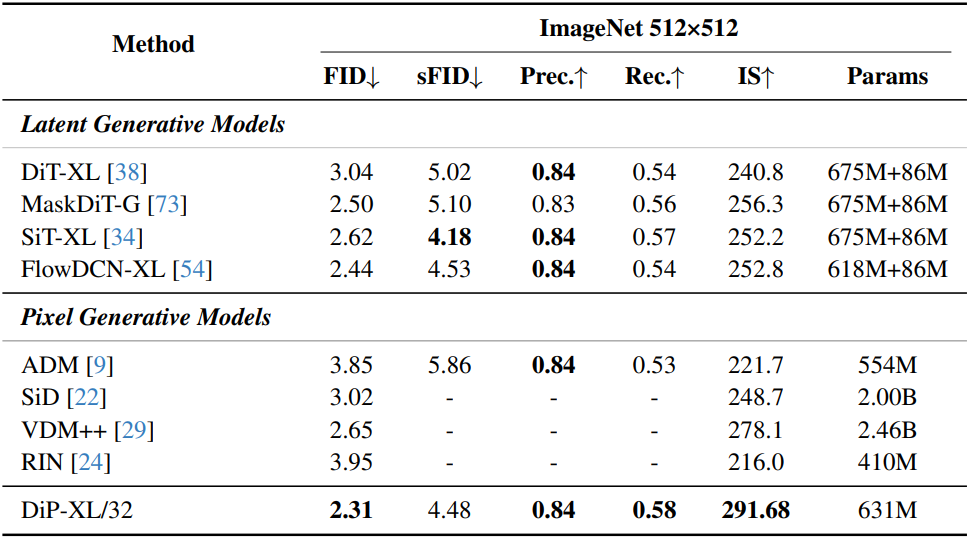 Method ImageNet 512×512
FID↓ sFID↓ Prec.↑ Rec.↑ IS↑ Params
Latent Generative Models
DiT-XL [38] 3.04 5.02 0.84 0.54 240.8 675M+86M
MaskDiT-G [73] 2.50 5.10 0.83 0.56 256.3 675M+86M
SiT-XL [34] 2.62 4.18 0.84 0.57 252.2 675M+86M
FlowDCN-XL [54] 2.44 4.53 0.84 0.54 252.8 618M+86M
Pixel Generative Models
ADM [9] 3.85 5.86 0.84 0.53 221.7 554M
SiD [22] 3.02 - - - 248.7 2.00B
VDM++ [29] 2.65 - - - 278.1 2.46B
RIN [24] 3.95 - - - 216.0 410M
DiP-XL/32 2.31 4.48 0.84 0.58 291.68 631M